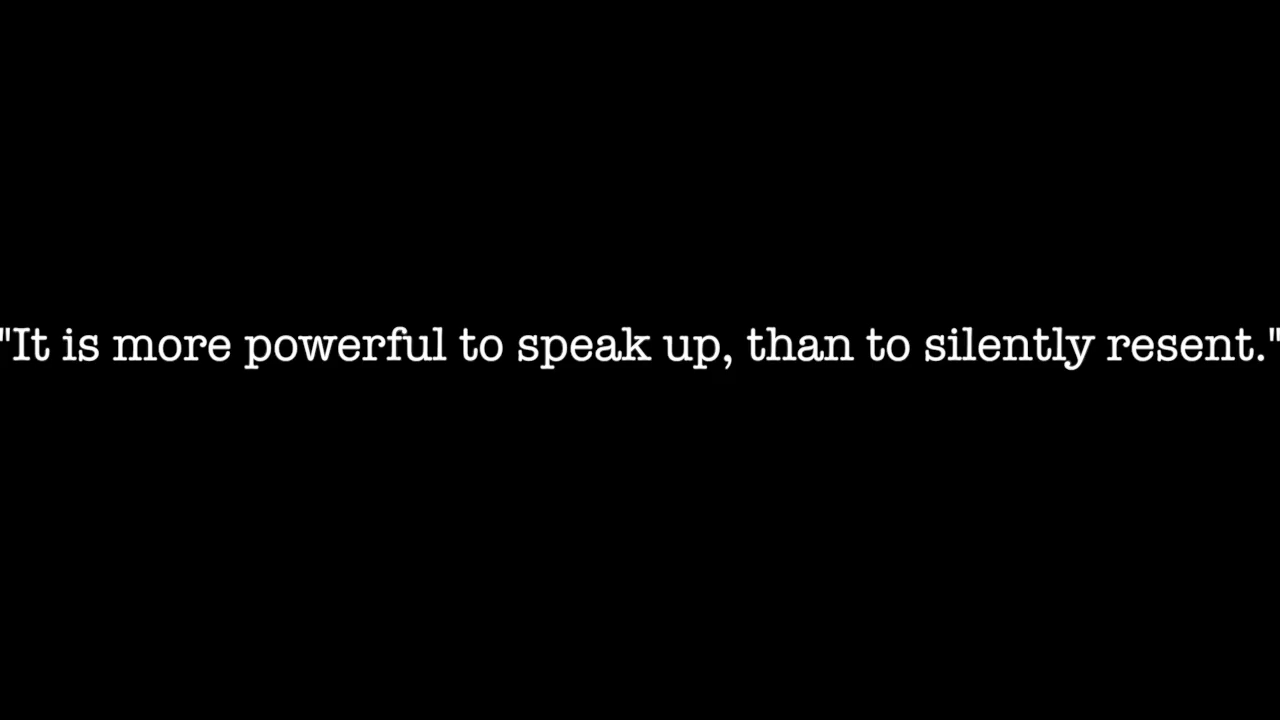 "It is more powerful to speak up, than to silently resent."